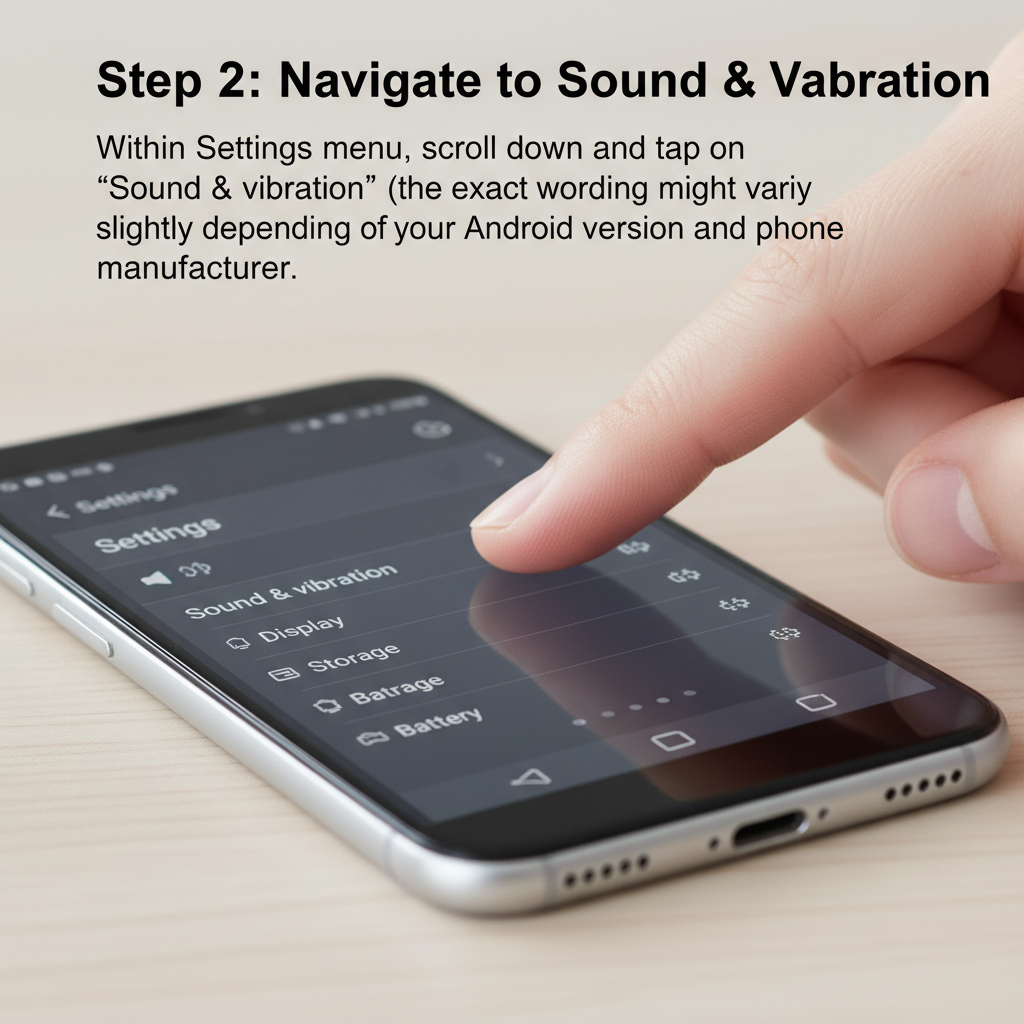 Step 2: Navigate to Sound & Vabration
Within Settings menu, scroll down and tap on
“Sound & vibration” (the exact wording might variy
slightly depending of your Android version and phone
manufacturer.
Settings
Settings
Sound & vibration
Display
Storage
Batrage
Battery